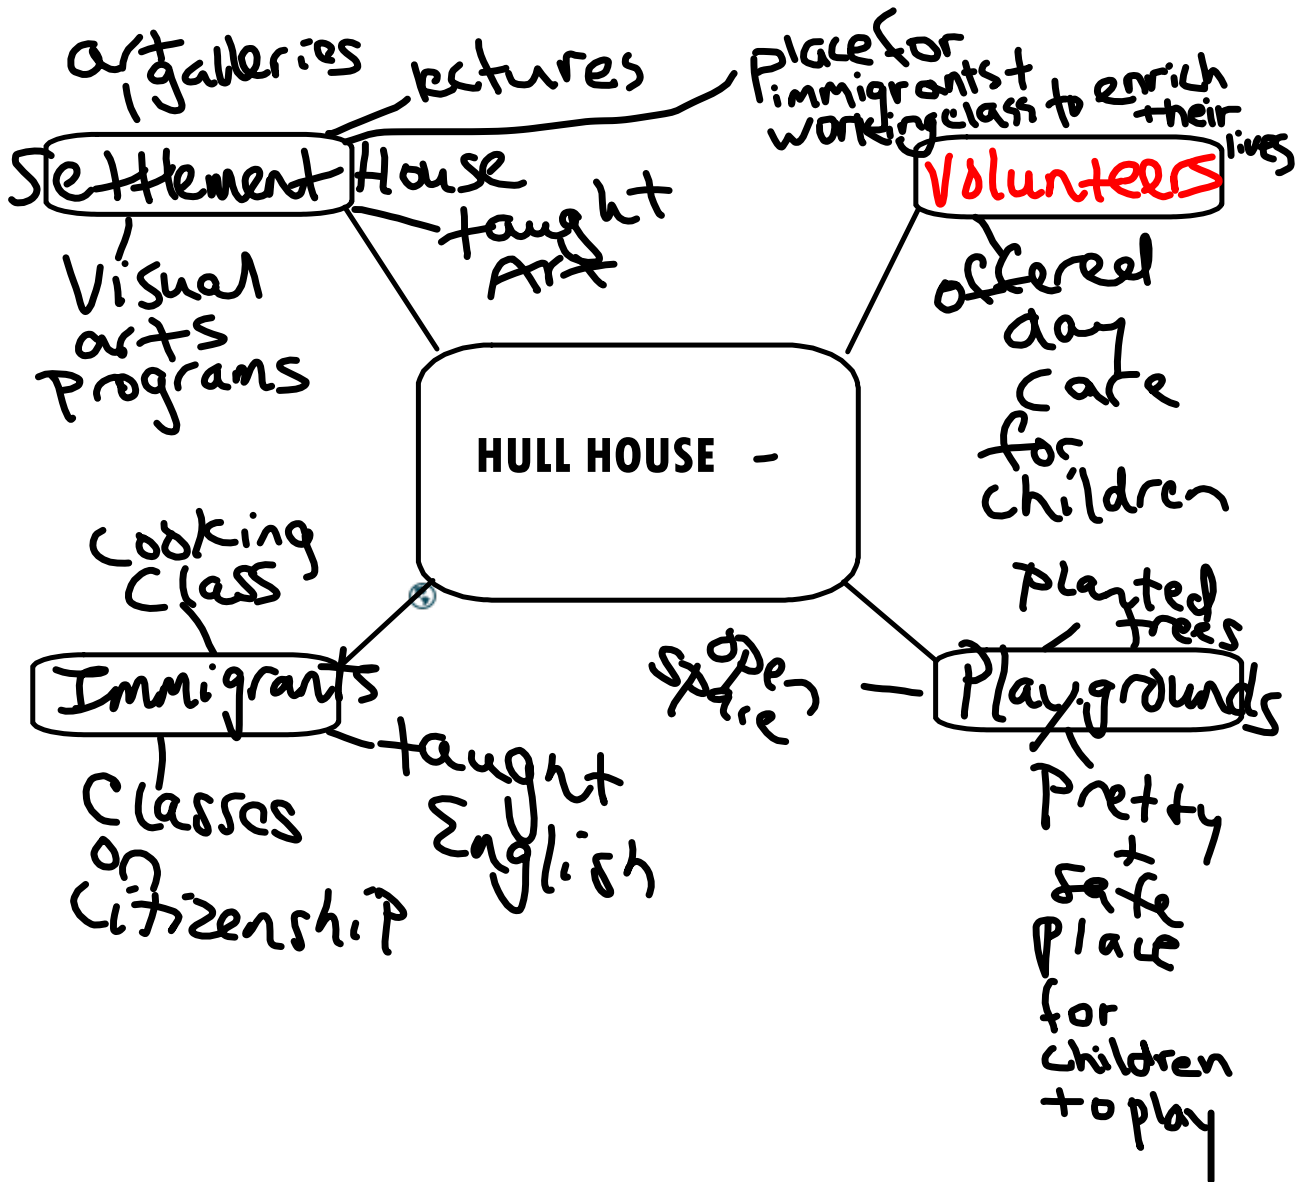 art galleries
lectures
place for
immigrants +
working class to enrich
their
lives
Settlement House
Volunteers
taught
Art
Visual
arts
programs
offered
day
care
for
children
HULL HOUSE -
cooking
class
planted
trees
open
space
Immigrants
Playgrounds
taught
English
Classes
on
Citizenship
pretty
+
safe
place
for
children
to play